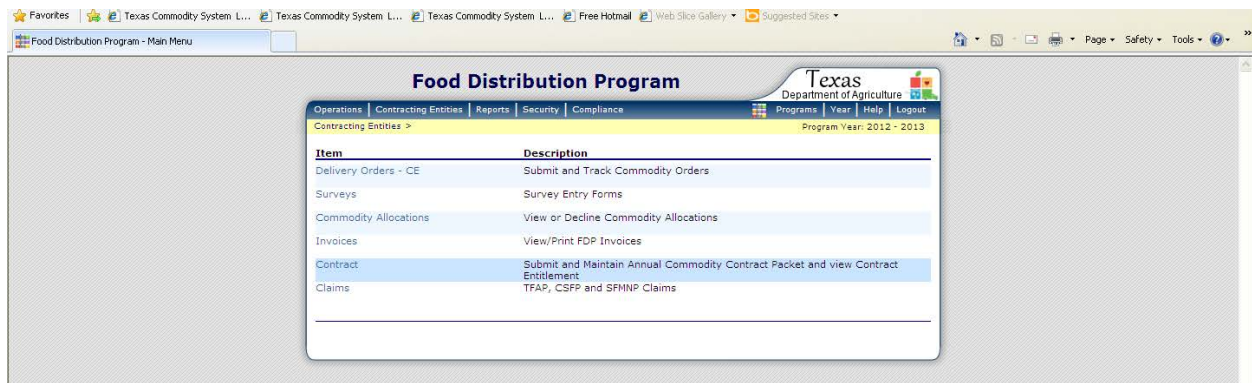 Favorites Texas Commodity System L... Texas Commodity System L... Texas Commodity System L... Free Hotmail Web Slice Gallery Suggested Sites
Food Distribution Program - Main Menu Page Safety Tools »
Food Distribution Program Texas
Department of Agriculture
Operations | Contracting Entities | Reports | Security | Compliance Programs | Year | Help | Logout
Contracting Entities > Program Year: 2012 - 2013
Item Description
Delivery Orders - CE Submit and Track Commodity Orders
Surveys Survey Entry Forms
Commodity Allocations View or Decline Commodity Allocations
Invoices View/Print FDP Invoices
Contract Submit and Maintain Annual Commodity Contract Packet and view Contract
Entitlement
Claims TFAP, CSFP and SFMNP Claims